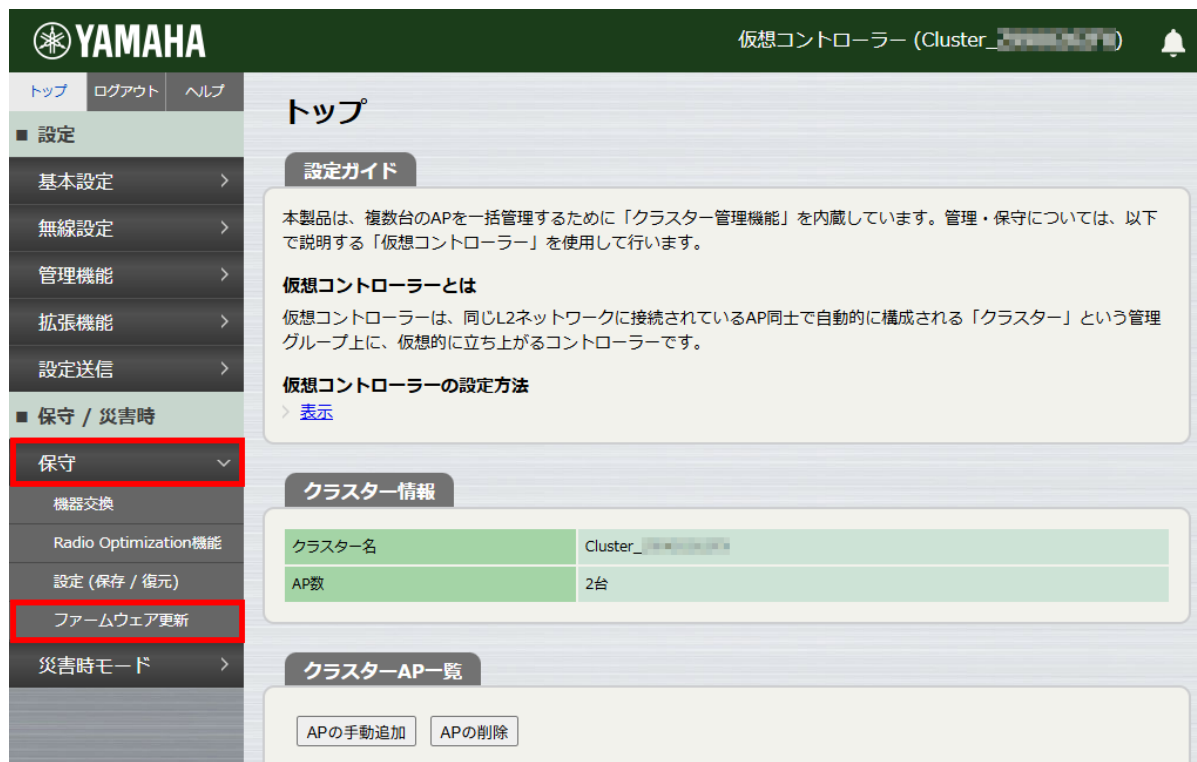 YAMAHA
仮想コントローラー (Cluster_ )
トップ ログアウト ヘルプ
■ 設定
基本設定
無線設定
管理機能
拡張機能
設定送信
■ 保守 / 災害時
保守
機器交換
Radio Optimization機能
設定 (保存 / 復元)
ファームウェア更新
災害時モード
トップ
設定ガイド
本製品は、複数台のAPを一括管理するために「クラスター管理機能」を内蔵しています。管理・保守については、以下
で説明する「仮想コントローラー」を使用して行います。
仮想コントローラーとは
仮想コントローラーは、同じL2ネットワークに接続されているAP同士で自動的に構成される「クラスター」という管理
グループ上に、仮想的に立ち上がるコントローラーです。
仮想コントローラーの設定方法
表示
クラスター情報
クラスター名 Cluster_
AP数 2台
クラスターAP一覧
APの手動追加 APの削除